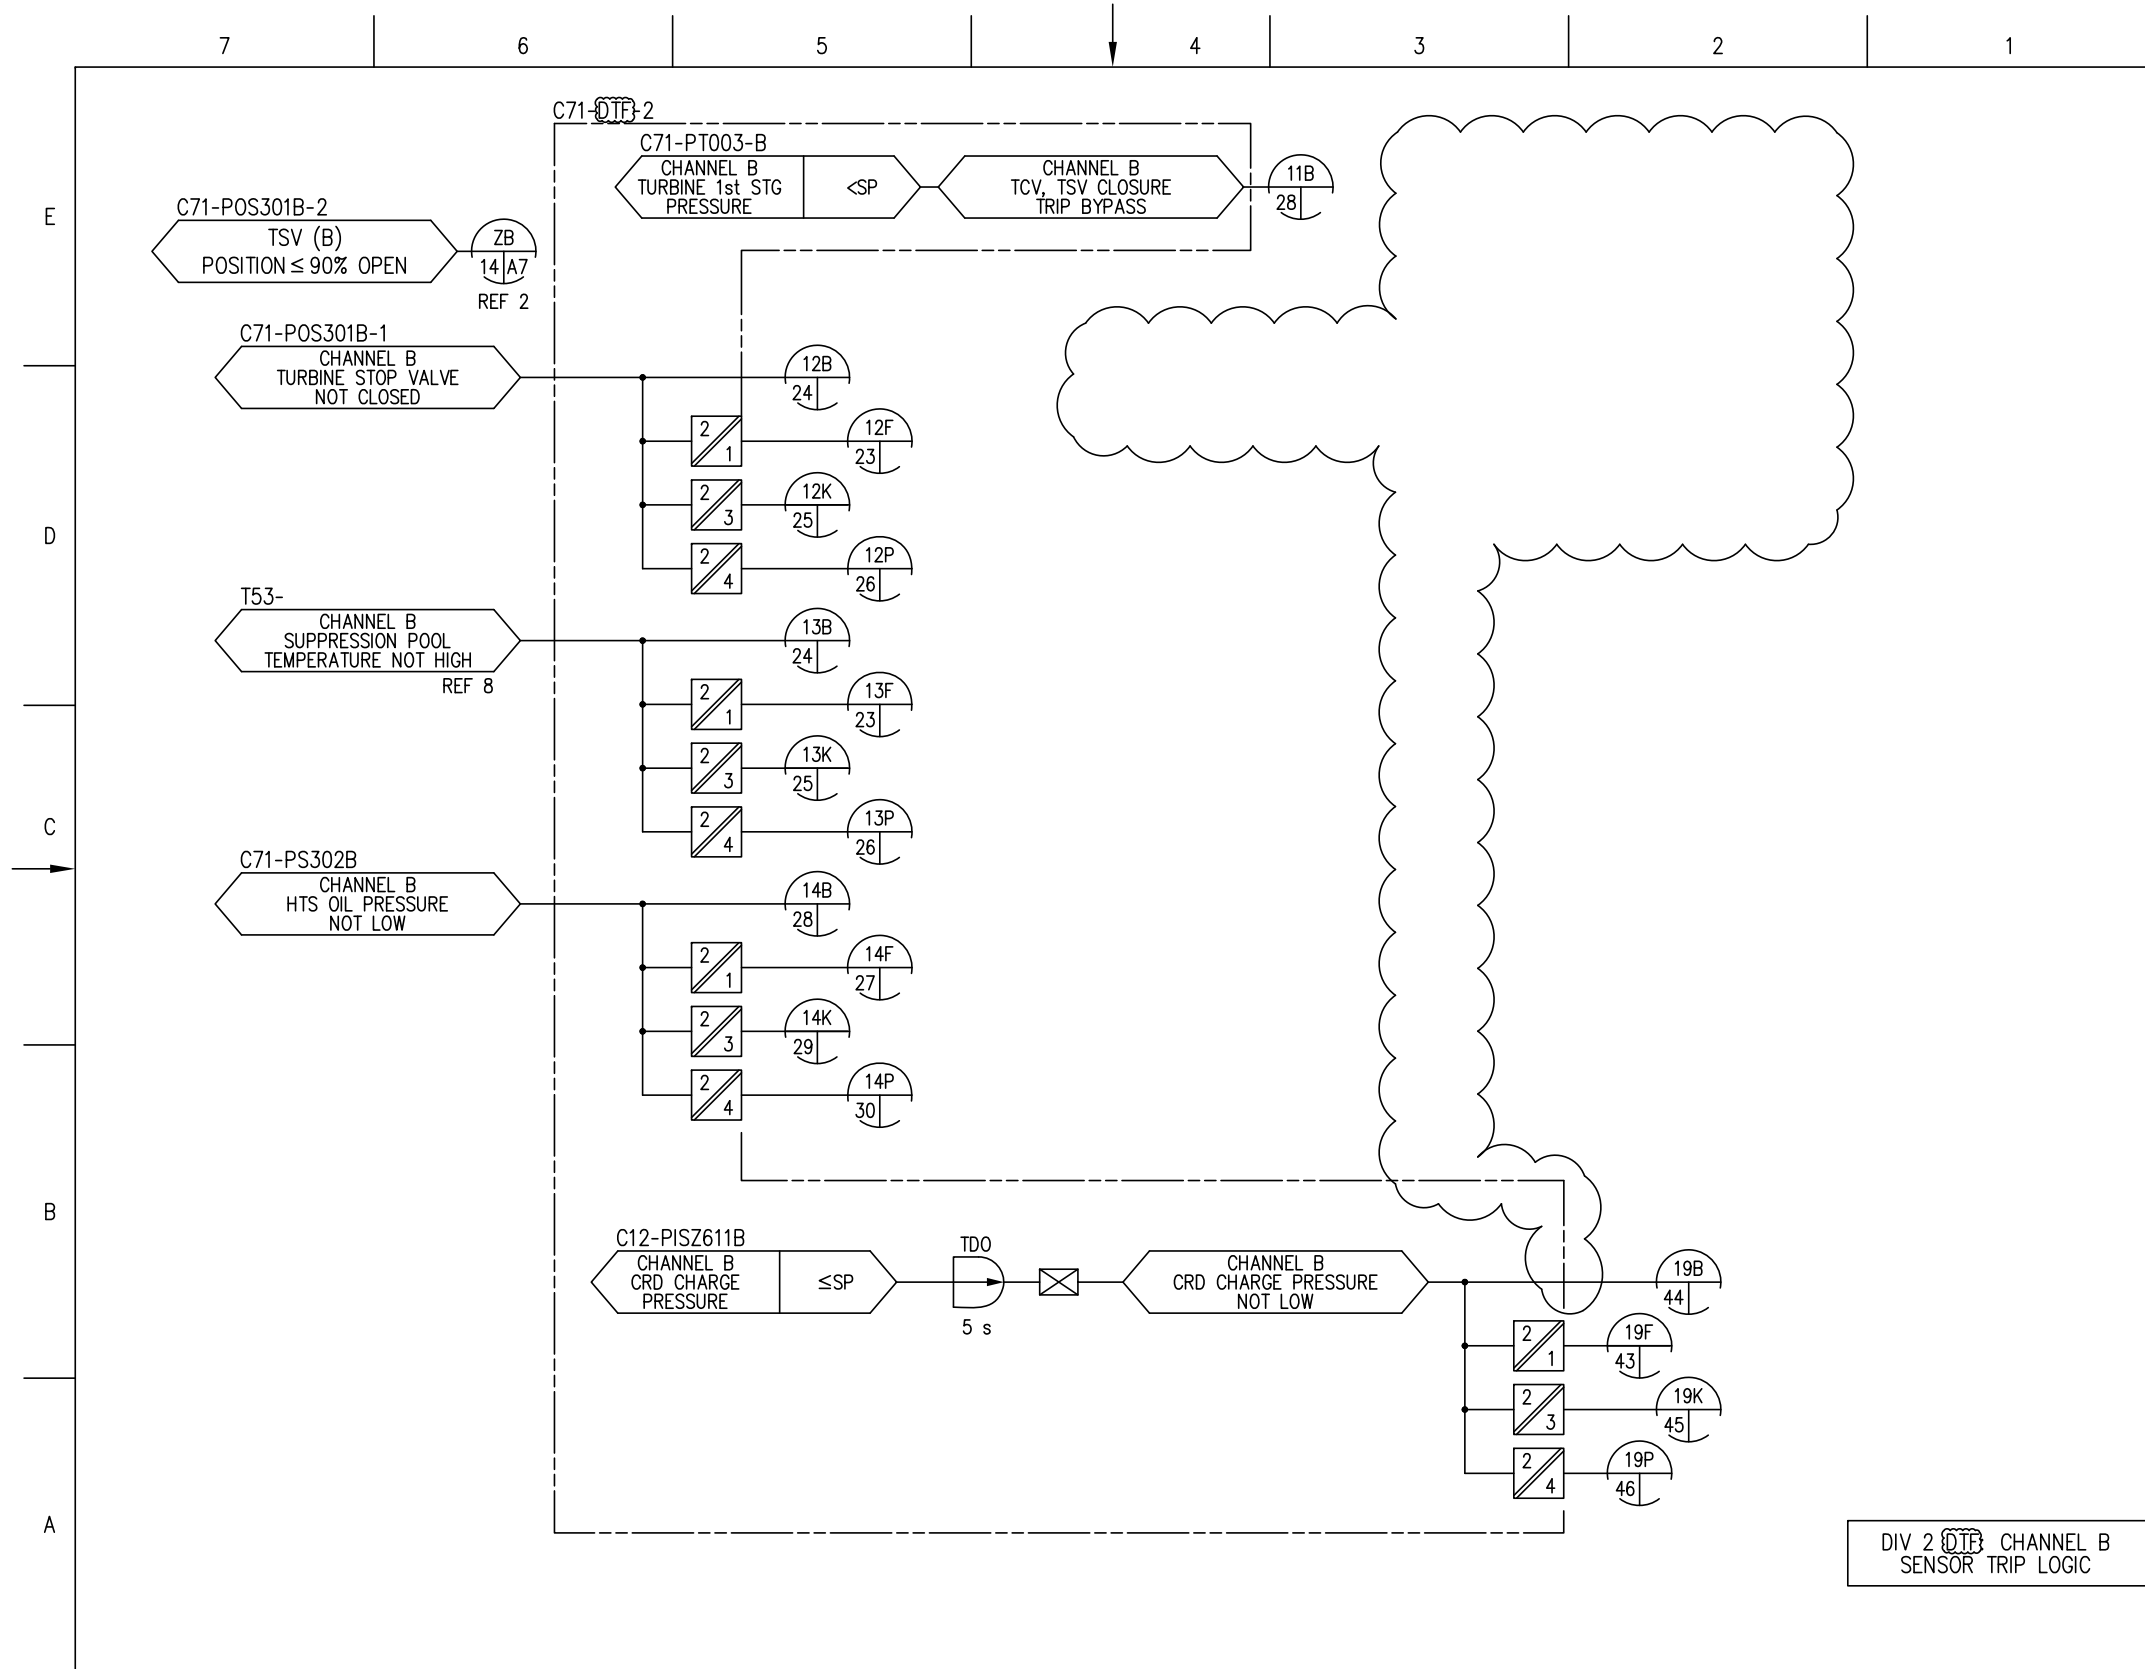 7 6 5 4 3 2 1
C71-DTF-2
C71-PT003-B
CHANNEL B
TURBINE 1st STG
PRESSURE
<SP
CHANNEL B
TCV, TSV CLOSURE
TRIP BYPASS
11B
28
E
C71-POS301B-2
TSV (B)
POSITION ≤ 90% OPEN
ZB
14 A7
REF 2
C71-POS301B-1
CHANNEL B
TURBINE STOP VALVE
NOT CLOSED
12B
24
2
1
12F
23
2
3
12K
25
D
2
4
12P
26
T53-
CHANNEL B
SUPPRESSION POOL
TEMPERATURE NOT HIGH
REF 8
13B
24
2
1
13F
23
2
3
13K
25
C
2
4
13P
26
C71-PS302B
CHANNEL B
HTS OIL PRESSURE
NOT LOW
14B
28
2
1
14F
27
2
3
14K
29
2
4
14P
30
B
C12-PISZ611B
CHANNEL B
CRD CHARGE
PRESSURE
≤SP
TDO
5 s
CHANNEL B
CRD CHARGE PRESSURE
NOT LOW
19B
44
2
1
19F
43
2
3
19K
45
2
4
19P
46
A
DIV 2 DTF CHANNEL B
SENSOR TRIP LOGIC